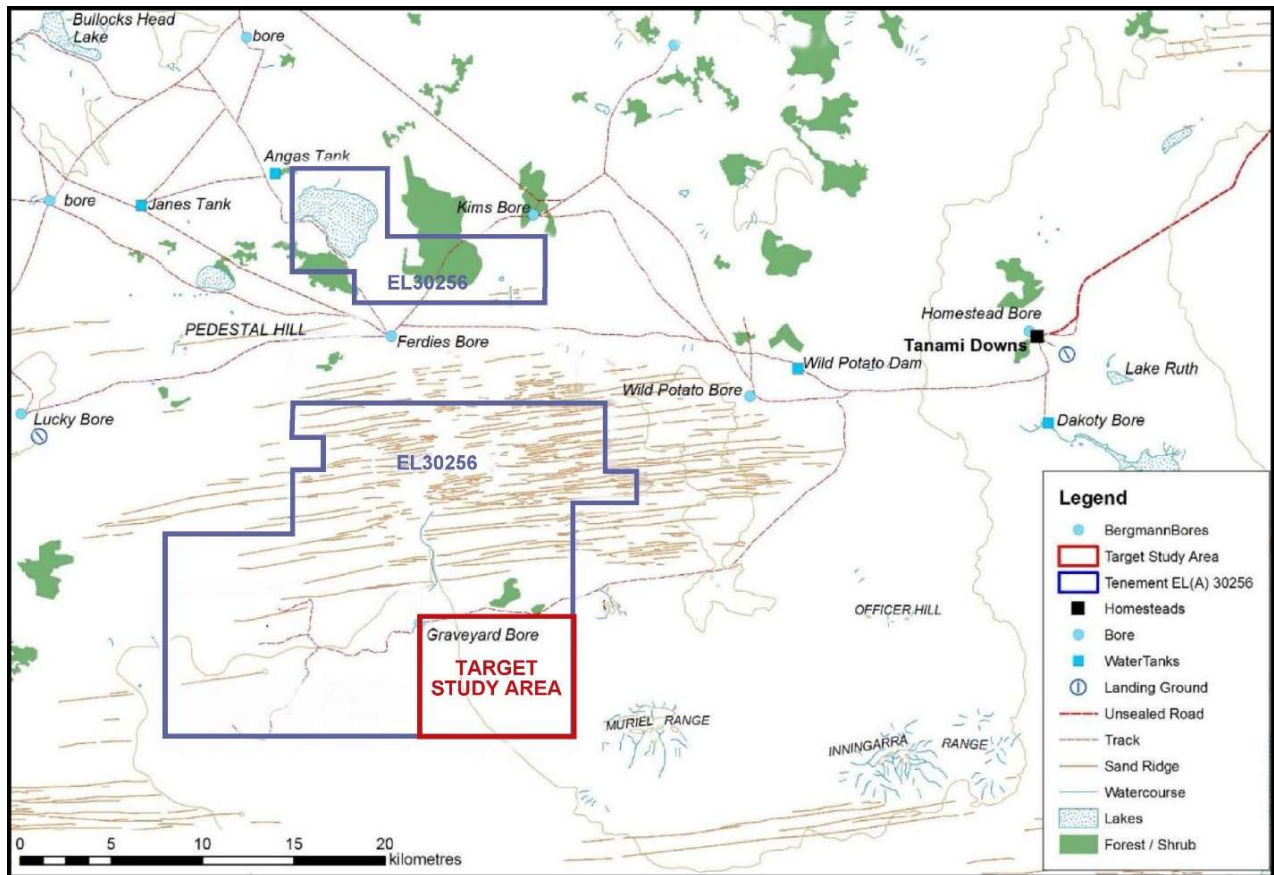 Bullocks Head
Lake
bore
Angas Tank
bore
Janes Tank
Kims Bore
EL30256
PEDESTAL HILL
Ferdies Bore
Homestead Bore
Tanami Downs
Wild Potato Dam
Lake Ruth
Wild Potato Bore
Lucky Bore
Dakoty Bore
EL30256
Graveyard Bore
TARGET
STUDY AREA
OFFICER HILL
MURIEL RANGE
INNINGARRA RANGE
Legend
BergmannBores
Target Study Area
Tenement EL(A) 30256
Homesteads
Bore
WaterTanks
Landing Ground
Unsealed Road
Track
Sand Ridge
Watercourse
Lakes
Forest / Shrub
0 5 10 15 20
kilometres